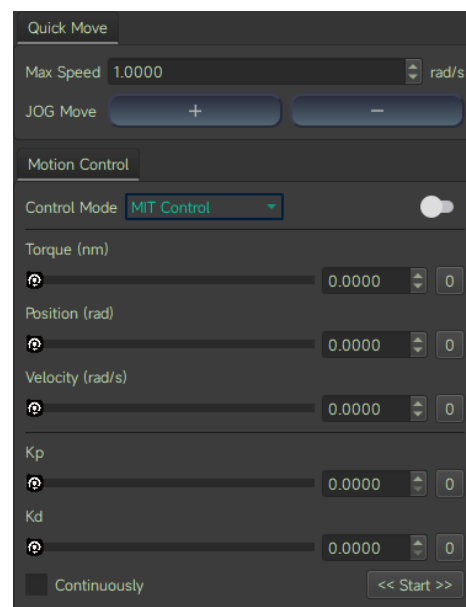 Quick Move
Max Speed 1.0000 rad/s
JOG Move + −
Motion Control
Control Mode MIT Control
Torque (nm)
0.0000 0
Position (rad)
0.0000 0
Velocity (rad/s)
0.0000 0
Kp
0.0000 0
Kd
0.0000 0
Continuously << Start >>